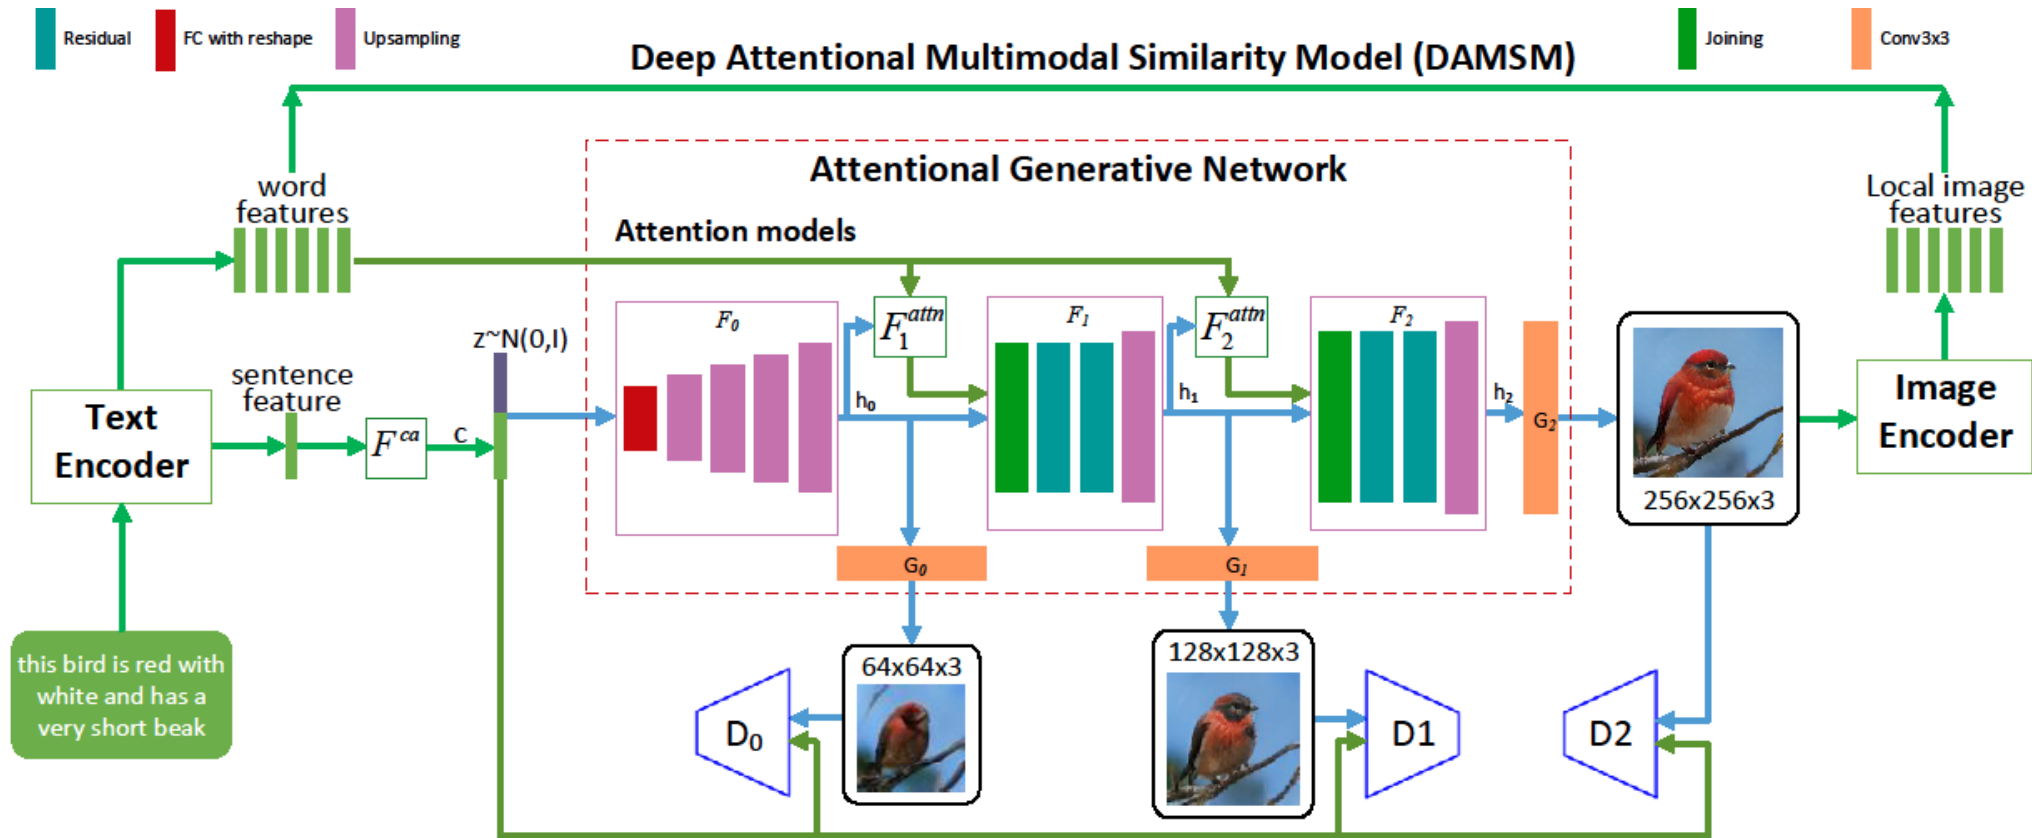 Residual
FC with reshape
Upsampling
Joining
Conv3x3
Deep Attentional Multimodal Similarity Model (DAMSM)
Attentional Generative Network
word
features
Local image
features
Attention models
z~N(0,I)
F₀
F₁ᵃᵗᵗⁿ
F₁
F₂ᵃᵗᵗⁿ
F₂
sentence
feature
Text
Encoder
Fᶜᵃ
c
h₀
h₁
h₂
G₂
Image
Encoder
256x256x3
G₀
G₁
this bird is red with
white and has a
very short beak
64x64x3
128x128x3
D₀
D1
D2